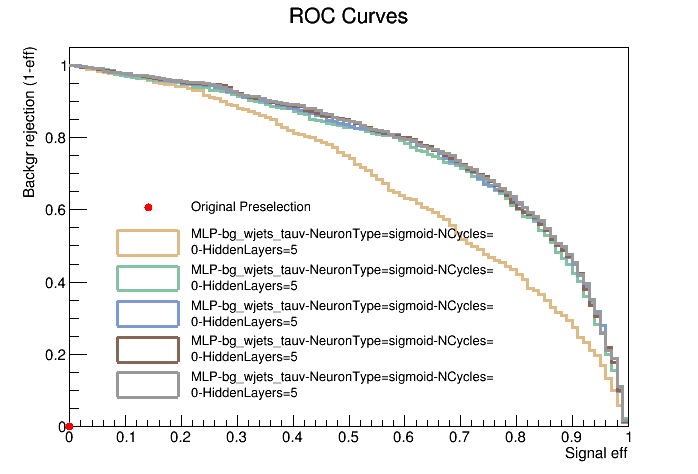 ROC Curves
Backgr rejection (1-eff)
1
0.8
0.6
0.4
0.2
0
Original Preselection
MLP-bg_wjets_tauv-NeuronType=sigmoid-NCycles=
0-HiddenLayers=5
MLP-bg_wjets_tauv-NeuronType=sigmoid-NCycles=
0-HiddenLayers=5
MLP-bg_wjets_tauv-NeuronType=sigmoid-NCycles=
0-HiddenLayers=5
MLP-bg_wjets_tauv-NeuronType=sigmoid-NCycles=
0-HiddenLayers=5
MLP-bg_wjets_tauv-NeuronType=sigmoid-NCycles=
0-HiddenLayers=5
0 0.1 0.2 0.3 0.4 0.5 0.6 0.7 0.8 0.9 1
Signal eff